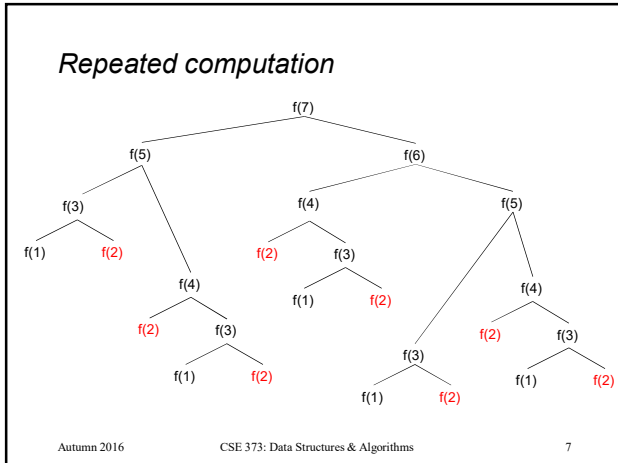 Repeated computation
f(7)
f(5) f(6)
f(3) f(4) f(5)
f(1) f(2) f(2) f(3)
f(4) f(1) f(2) f(4)
f(2) f(3) f(2) f(3)
f(3)
f(1) f(2) f(1) f(2)
f(1) f(2)
Autumn 2016 CSE 373: Data Structures & Algorithms 7